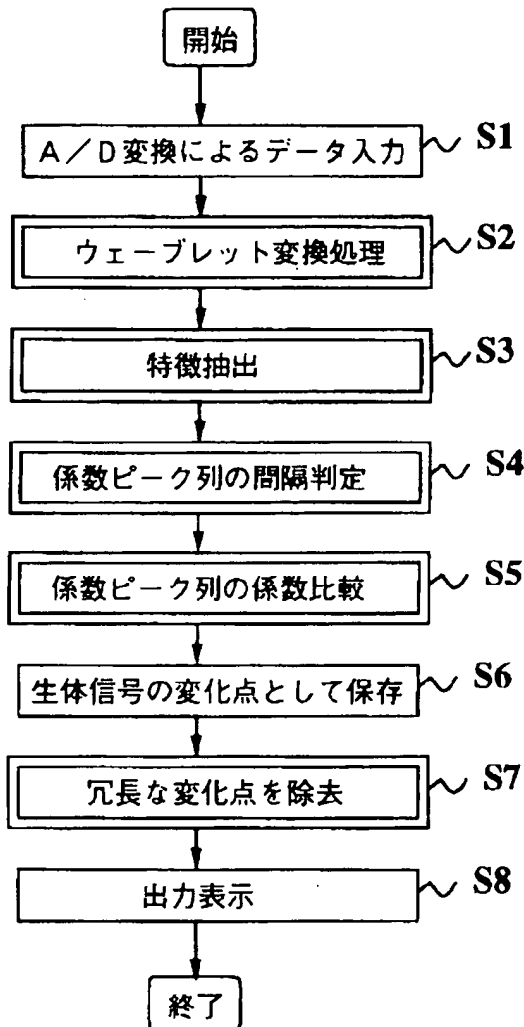 開始
A/D変換によるデータ入力 S1
ウェーブレット変換処理 S2
特徴抽出 S3
係数ピーク列の間隔判定 S4
係数ピーク列の係数比較 S5
生体信号の変化点として保存 S6
冗長な変化点を除去 S7
出力表示 S8
終了